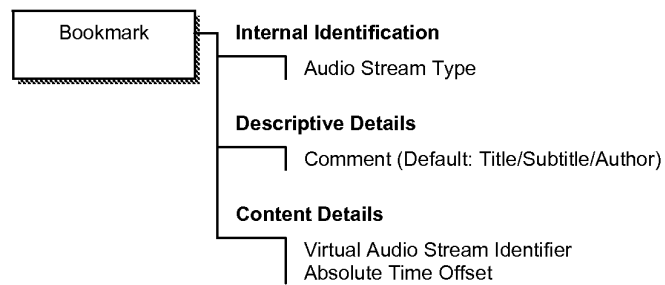 Bookmark
Internal Identification
Audio Stream Type
Descriptive Details
Comment (Default: Title/Subtitle/Author)
Content Details
Virtual Audio Stream Identifier
Absolute Time Offset